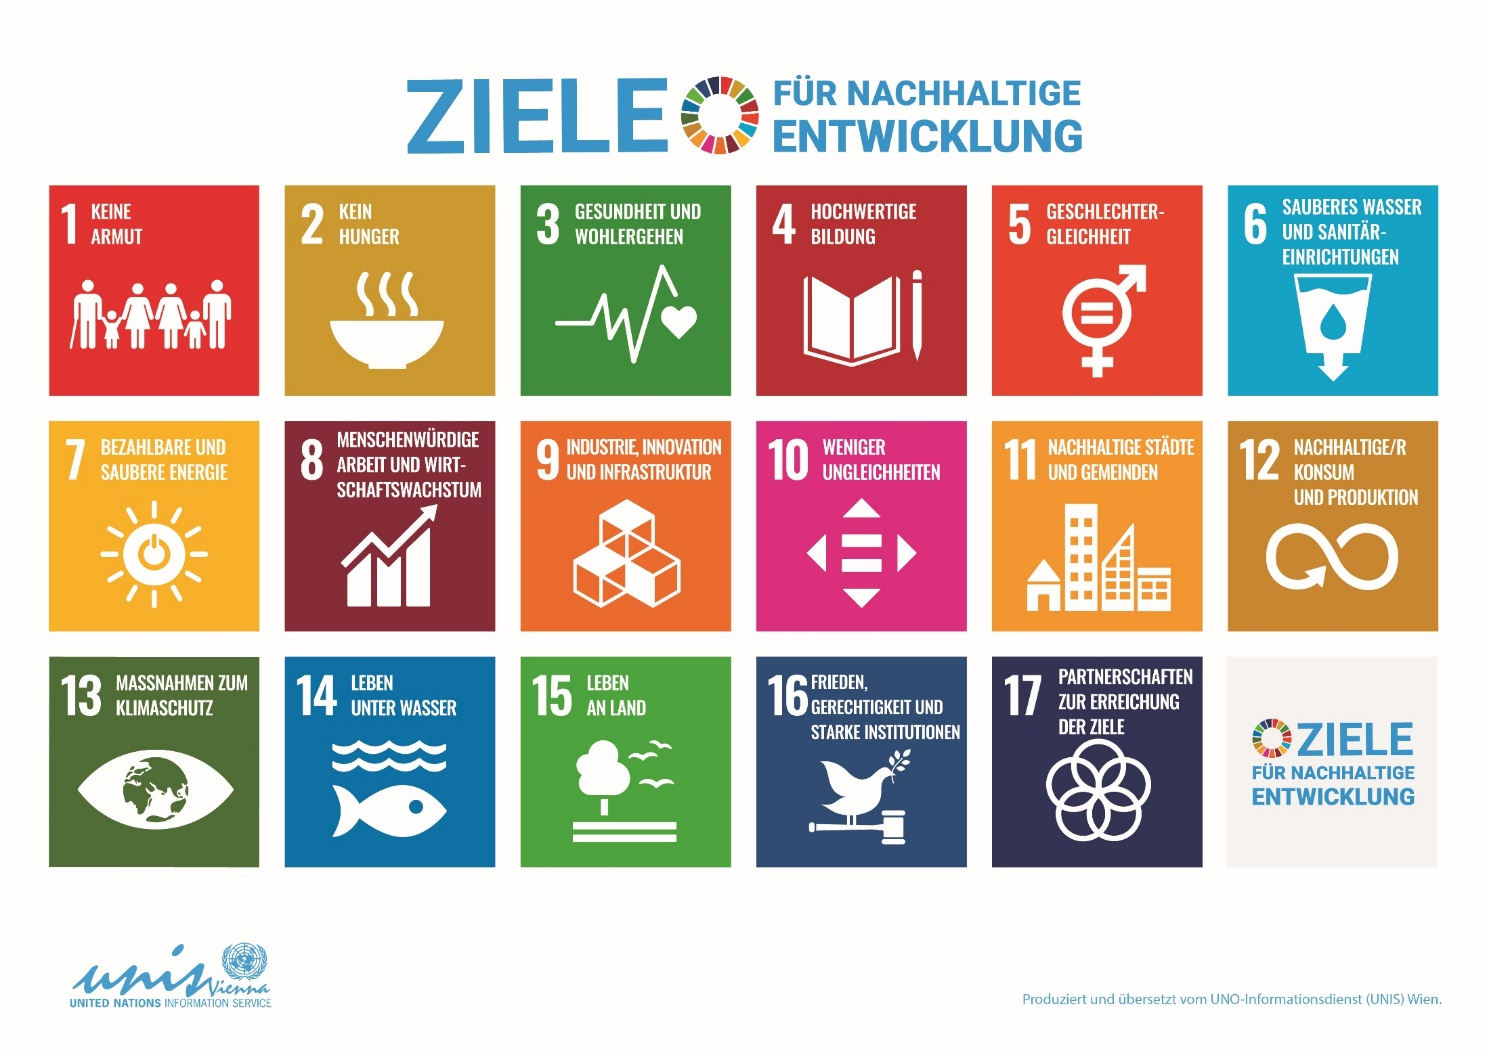 ZIELE FÜR NACHHALTIGE
ENTWICKLUNG
1 KEINE
ARMUT
2 KEIN
HUNGER
3 GESUNDHEIT UND
WOHLERGEHEN
4 HOCHWERTIGE
BILDUNG
5 GESCHLECHTER-
GLEICHHEIT
6 SAUBERES WASSER
UND SANITÄR-
EINRICHTUNGEN
7 BEZAHLBARE UND
SAUBERE ENERGIE
8 MENSCHENWÜRDIGE
ARBEIT UND WIRT-
SCHAFTSWACHSTUM
9 INDUSTRIE, INNOVATION
UND INFRASTRUKTUR
10 WENIGER
UNGLEICHHEITEN
11 NACHHALTIGE STÄDTE
UND GEMEINDEN
12 NACHHALTIGE/R
KONSUM
UND PRODUKTION
13 MASSNAHMEN ZUM
KLIMASCHUTZ
14 LEBEN
UNTER WASSER
15 LEBEN
AN LAND
16 FRIEDEN,
GERECHTIGKEIT UND
STARKE INSTITUTIONEN
17 PARTNERSCHAFTEN
ZUR ERREICHUNG
DER ZIELE
ZIELE
FÜR NACHHALTIGE
ENTWICKLUNG
unis Vienna
UNITED NATIONS INFORMATION SERVICE
Produziert und übersetzt vom UNO-Informationsdienst (UNIS) Wien.